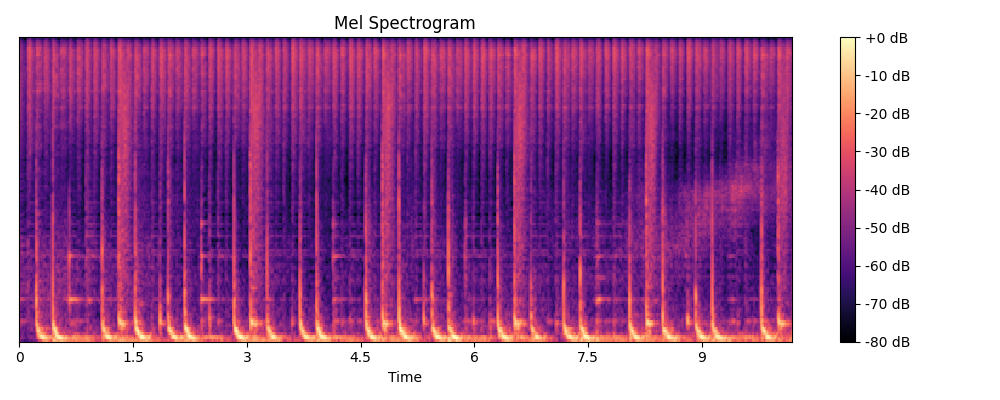 Mel Spectrogram
+0 dB
-10 dB
-20 dB
-30 dB
-40 dB
-50 dB
-60 dB
-70 dB
-80 dB
0 1.5 3 4.5 6 7.5 9
Time